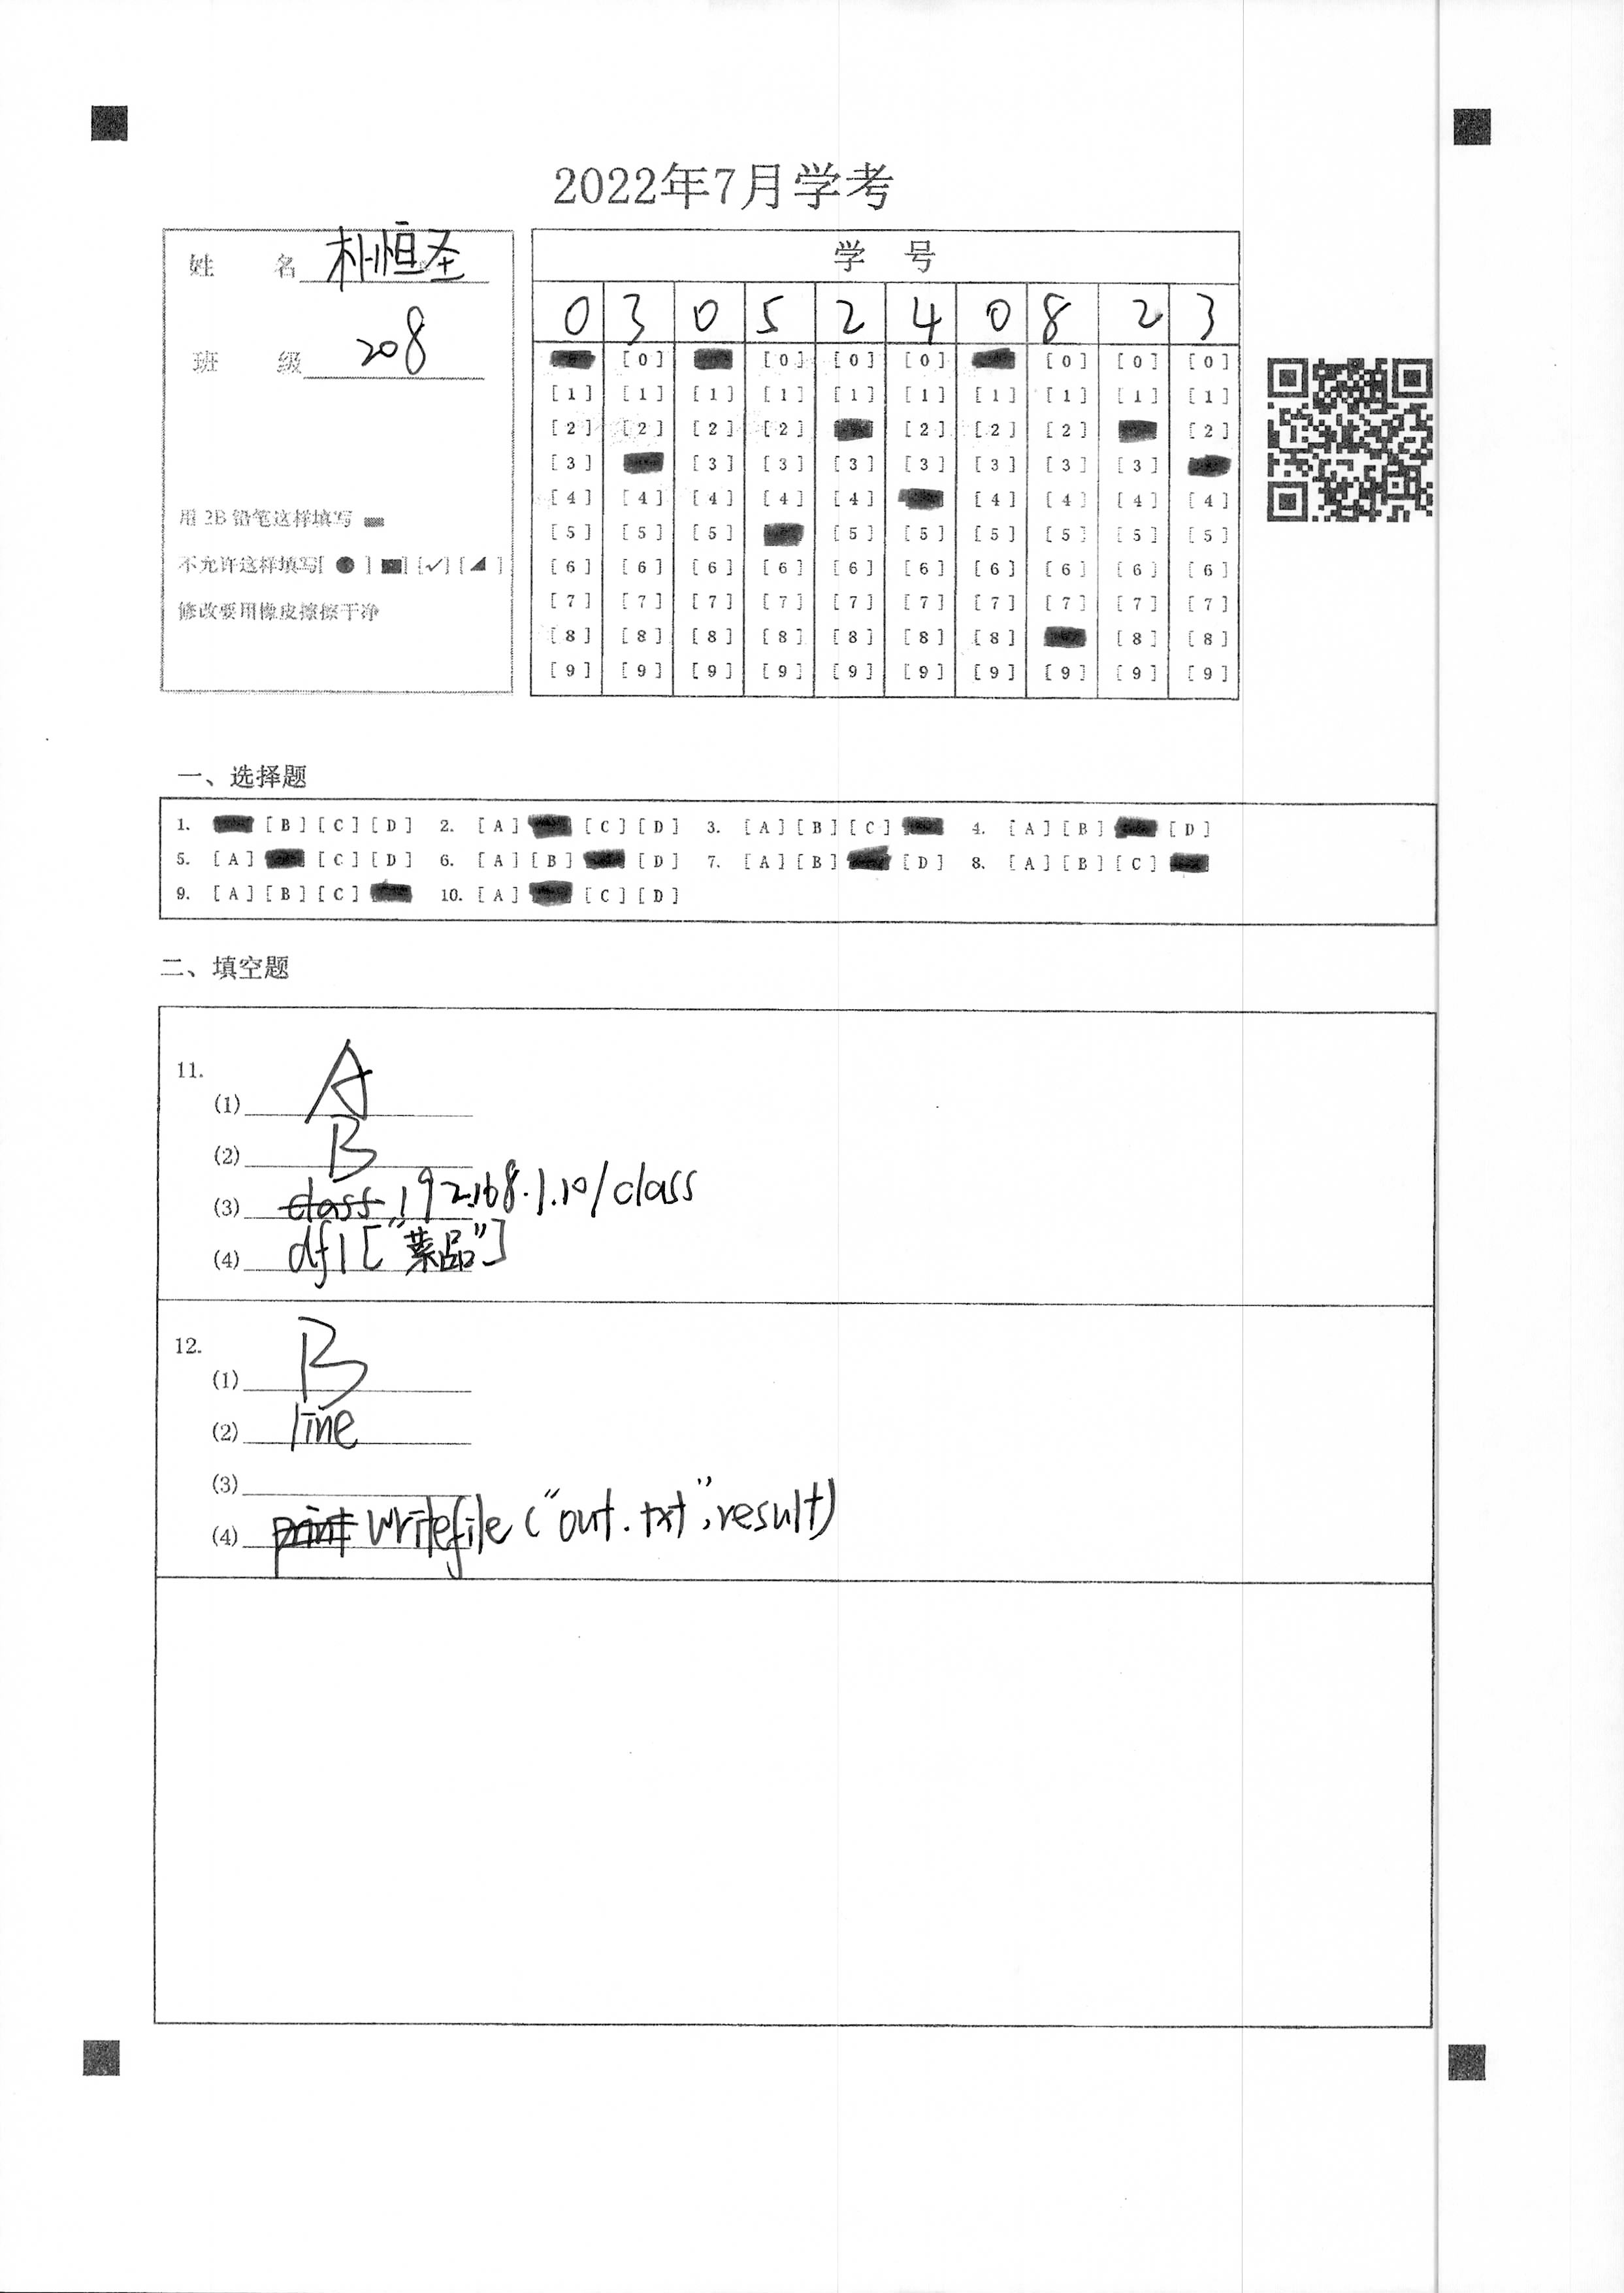 2022年7月学考
姓 名 朴恒圣
班 级 208
用 2B 铅笔这样填写
不允许这样填写[ ● ] [■] [✓] [◢ ]
修改要用橡皮擦擦干净
学 号
0 3 0 5 2 4 0 8 2 3
[0] [0] [0] [0] [0] [0] [0]
[1] [1] [1] [1] [1] [1] [1] [1] [1] [1]
[2] [2] [2] [2] [2] [2] [2] [2]
[3] [3] [3] [3] [3] [3] [3] [3]
[4] [4] [4] [4] [4] [4] [4] [4] [4]
[5] [5] [5] [5] [5] [5] [5] [5] [5]
[6] [6] [6] [6] [6] [6] [6] [6] [6] [6]
[7] [7] [7] [7] [7] [7] [7] [7] [7] [7]
[8] [8] [8] [8] [8] [8] [8] [8] [8]
[9] [9] [9] [9] [9] [9] [9] [9] [9] [9]
一、选择题
1. [B] [C] [D] 2. [A] [C] [D] 3. [A] [B] [C] 4. [A] [B] [D]
5. [A] [C] [D] 6. [A] [B] [D] 7. [A] [B] [D] 8. [A] [B] [C]
9. [A] [B] [C] 10. [A] [C] [D]
二、填空题
11.
(1) A
(2) B
(3) class 192.168.1.10/class
(4) df1["药品"]
12.
(1) B
(2) line
(3)
(4) print writefile("out.txt",result)